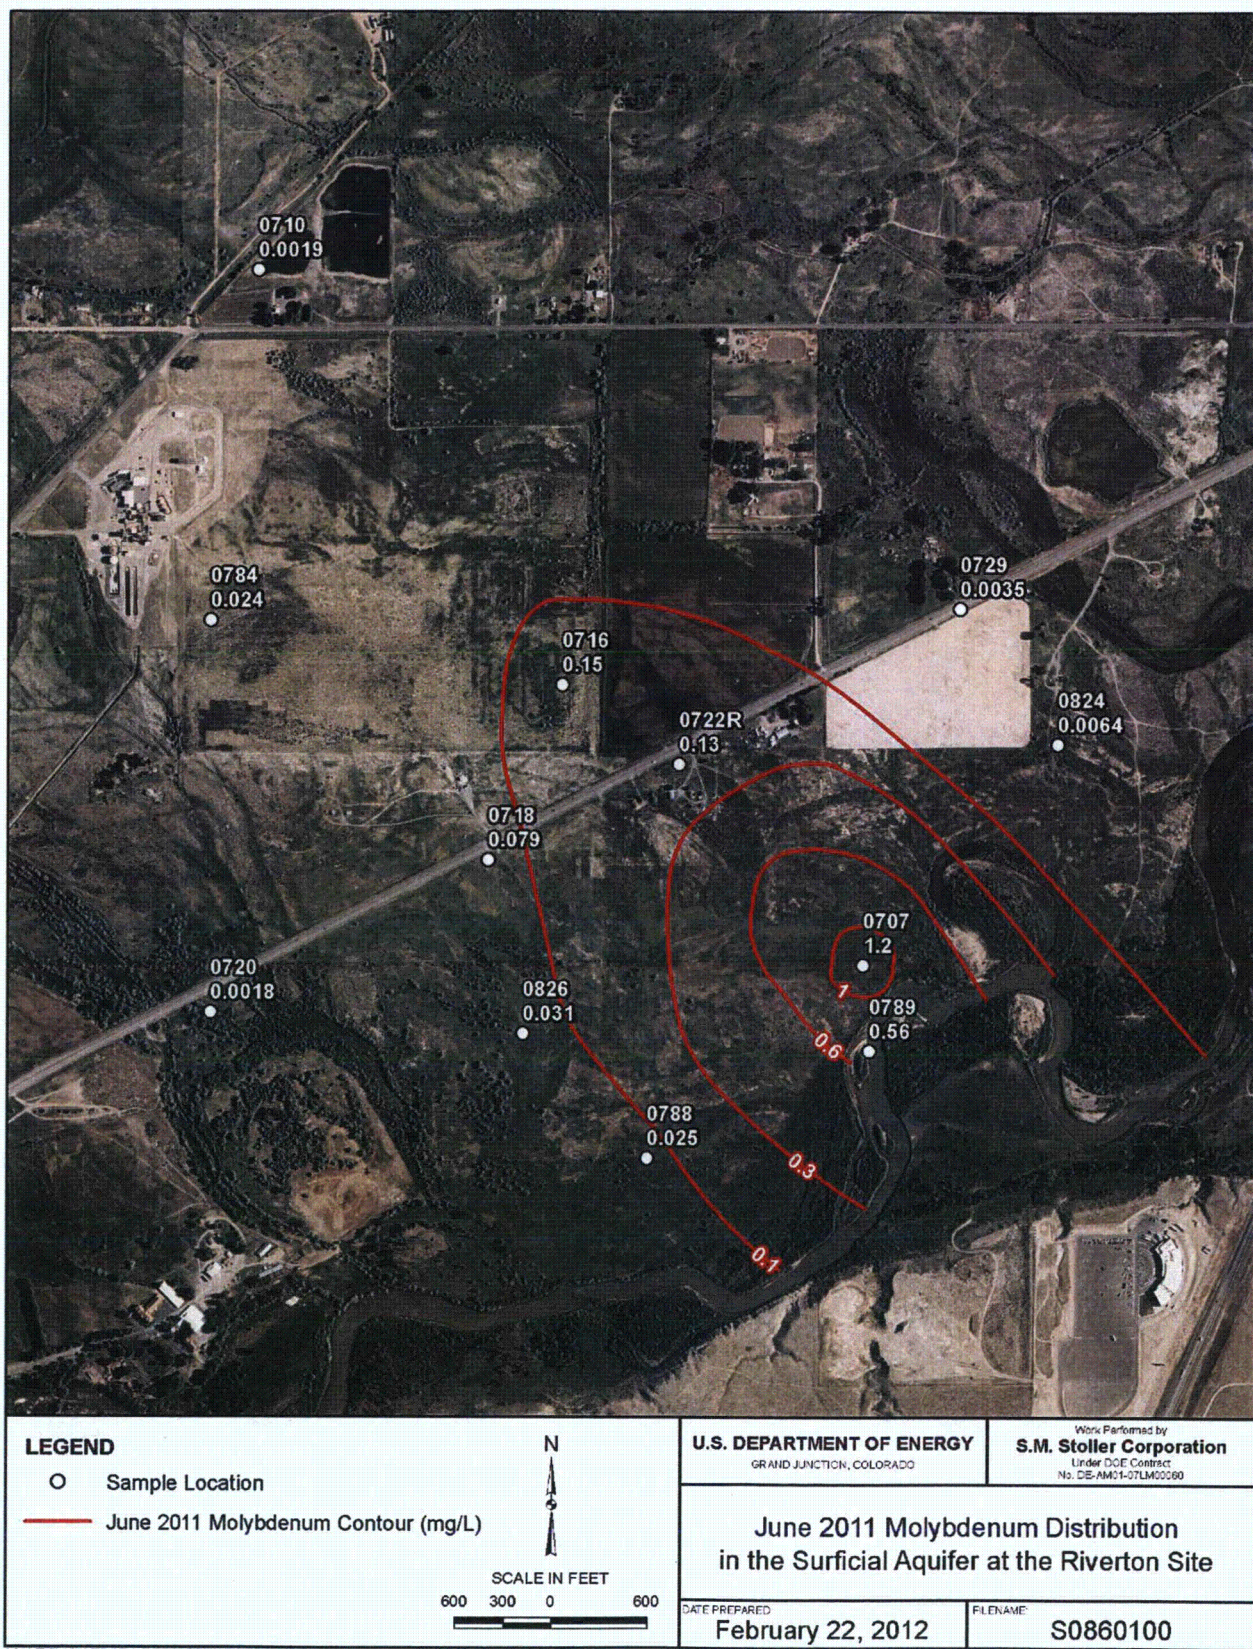 0710
0.0019
0784
0.024
0729
0.0035
0716
0.15
0824
0.0064
0722R
0.13
0718
0.079
0707
1.2
1
0720
0.0018
0826
0.031
0789
0.56
0.6
0788
0.025
0.3
0.1
LEGEND
Sample Location
June 2011 Molybdenum Contour (mg/L)
N
SCALE IN FEET
600 300 0 600
U.S. DEPARTMENT OF ENERGY
GRAND JUNCTION, COLORADO
Work Performed by
S.M. Stoller Corporation
Under DOE Contract
No. DE-AM01-07LM00060
June 2011 Molybdenum Distribution
in the Surficial Aquifer at the Riverton Site
DATE PREPARED
February 22, 2012
FILENAME:
S0860100